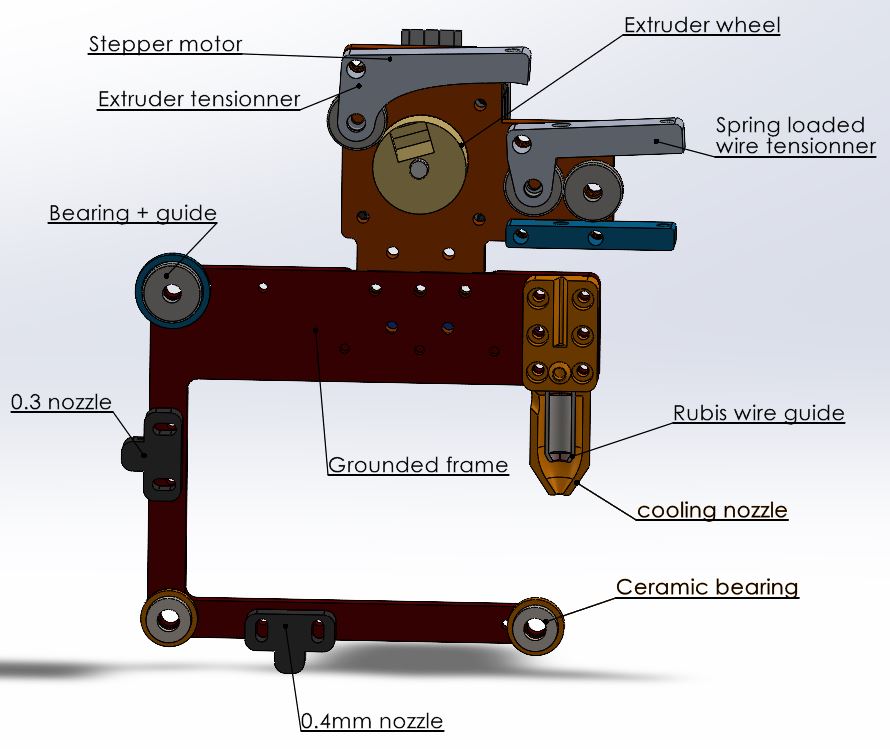 Extruder wheel
Stepper motor
Extruder tensionner
Spring loaded
wire tensionner
Bearing + guide
0.3 nozzle
Rubis wire guide
Grounded frame
cooling nozzle
Ceramic bearing
0.4mm nozzle